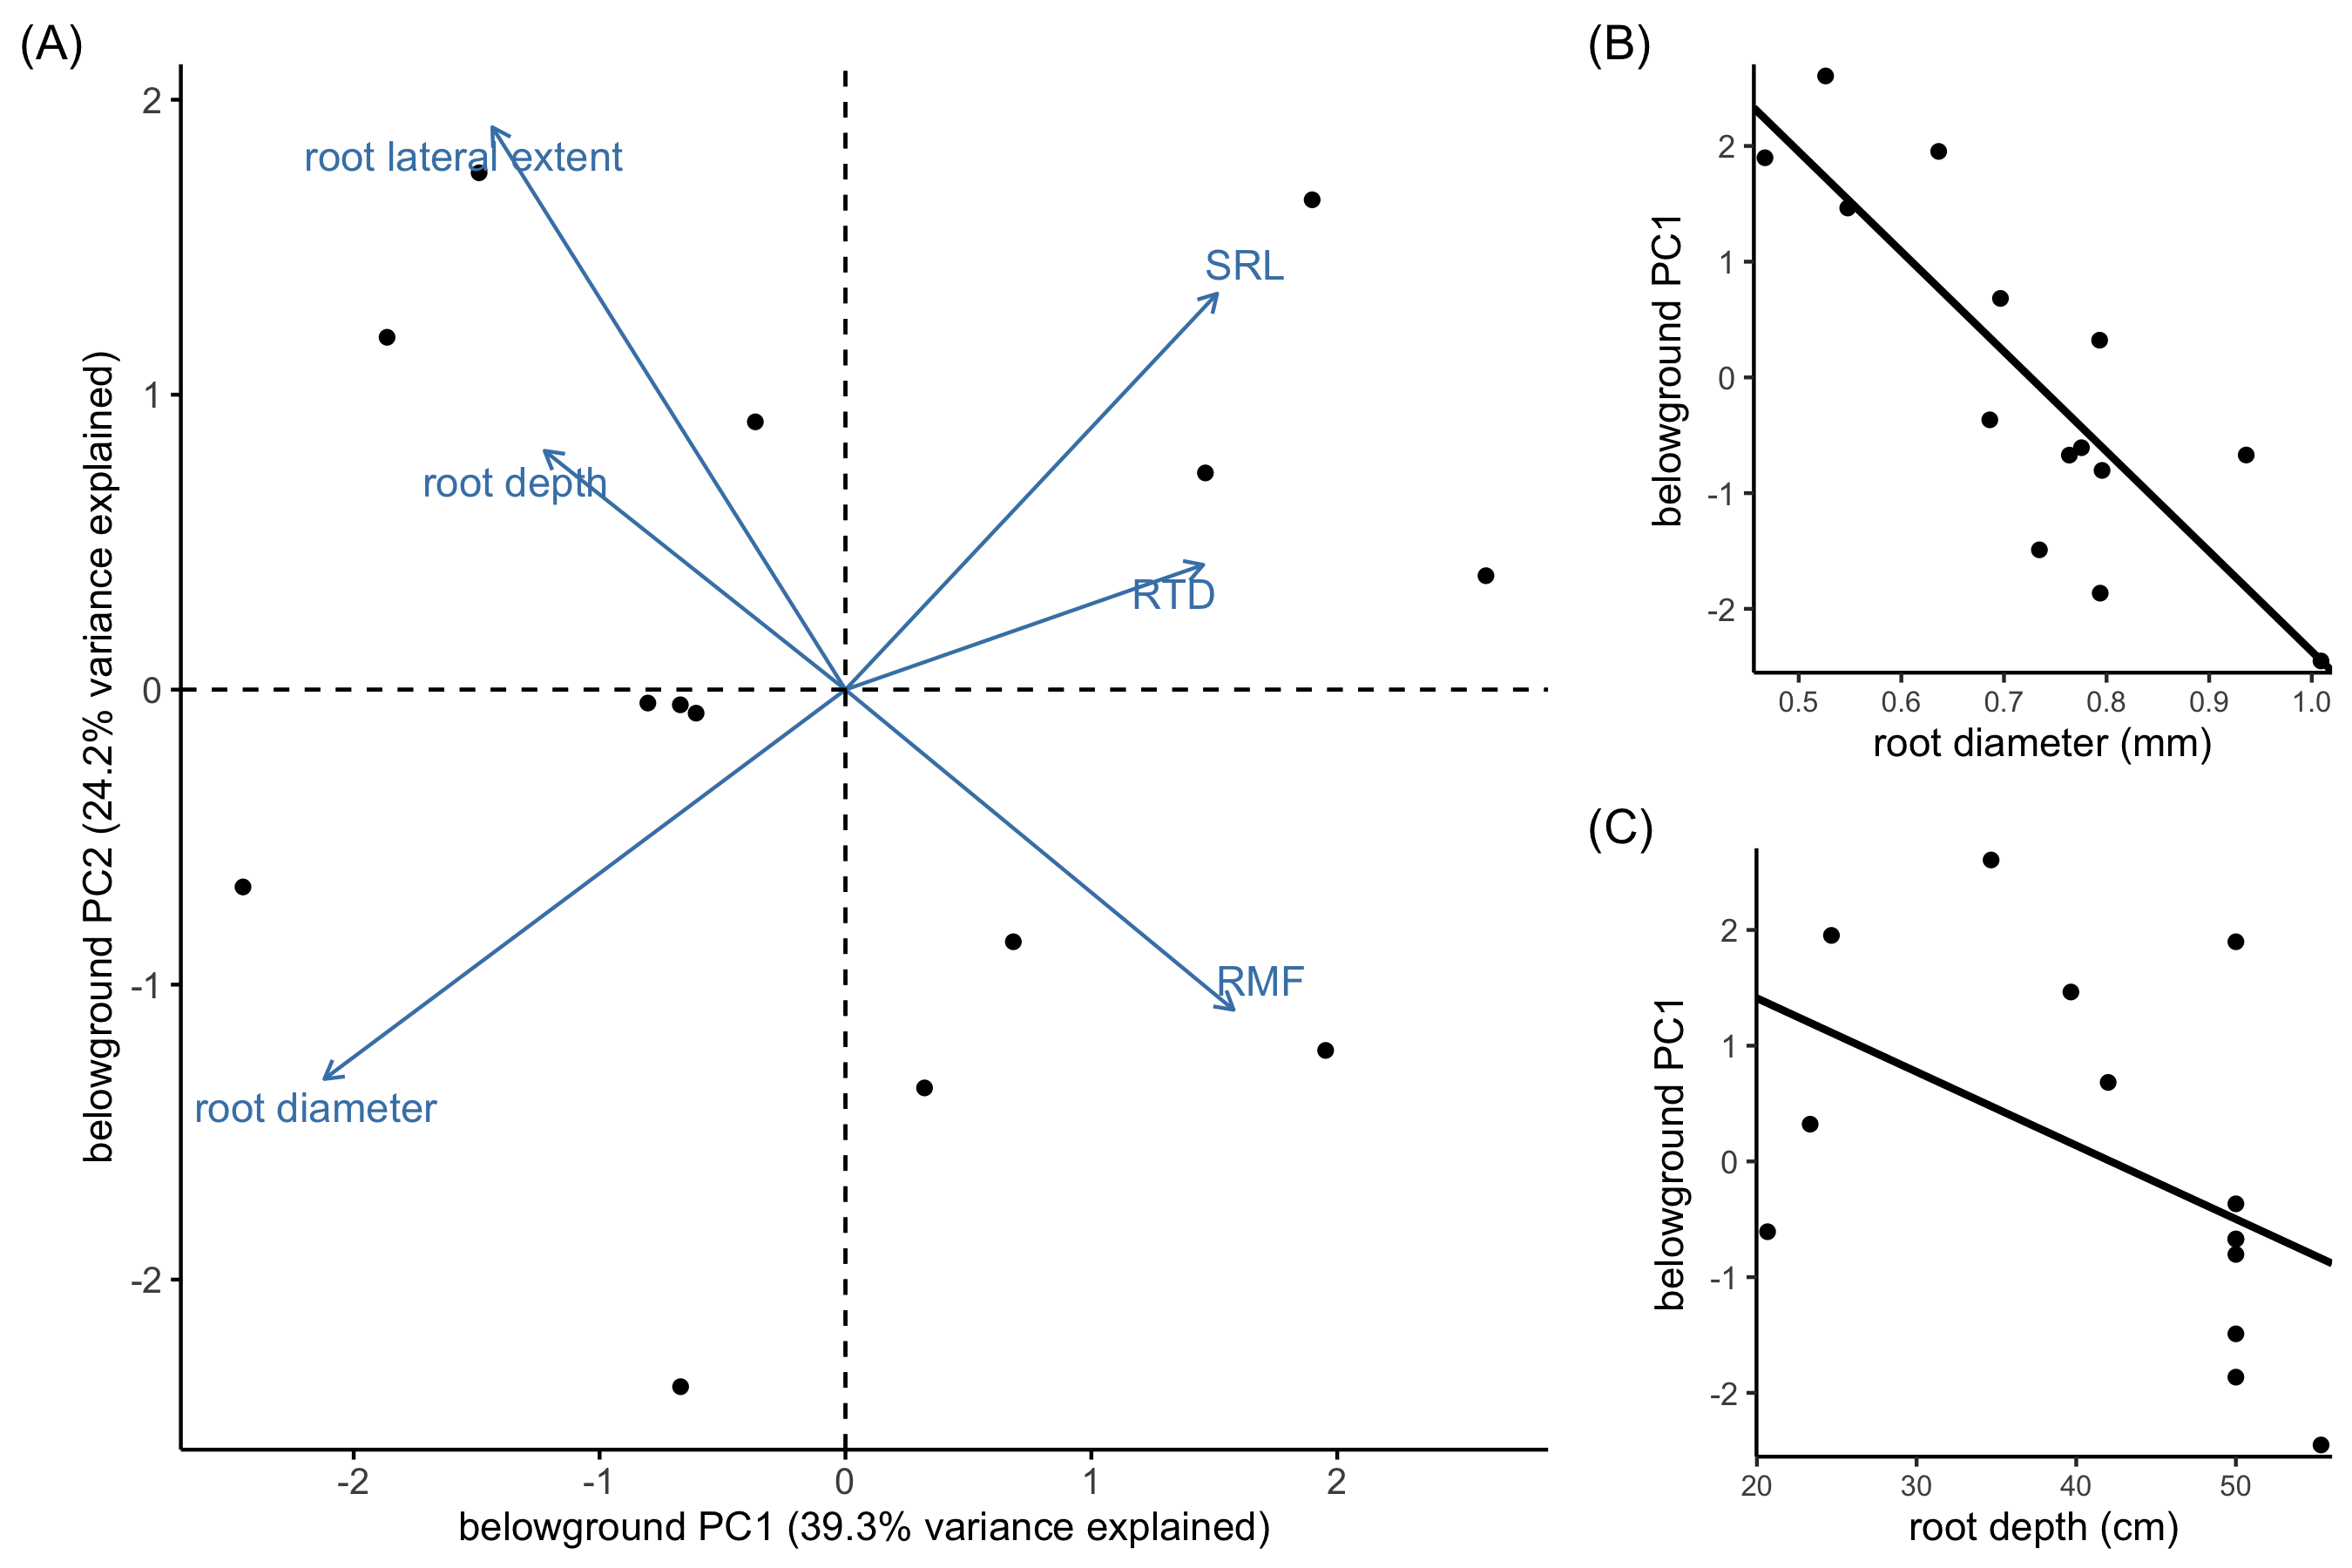 (A)
2
1
0
-1
-2
belowground PC2 (24.2% variance explained)
root lateral extent
SRL
root depth
RTD
RMF
root diameter
-2 -1 0 1 2
belowground PC1 (39.3% variance explained)
(B)
2
1
0
-1
-2
belowground PC1
0.5 0.6 0.7 0.8 0.9 1.0
root diameter (mm)
(C)
2
1
0
-1
-2
belowground PC1
20 30 40 50
root depth (cm)